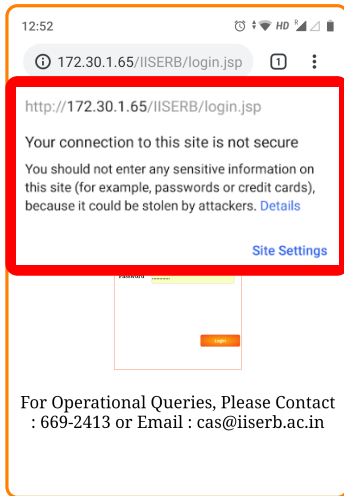 12:52
HD R
172.30.1.65/IISERB/login.jsp 1
http://172.30.1.65/IISERB/login.jsp
Your connection to this site is not secure
You should not enter any sensitive information on
this site (for example, passwords or credit cards),
because it could be stolen by attackers. Details
Site Settings
Password
Login
For Operational Queries, Please Contact
: 669-2413 or Email : cas@iiserb.ac.in